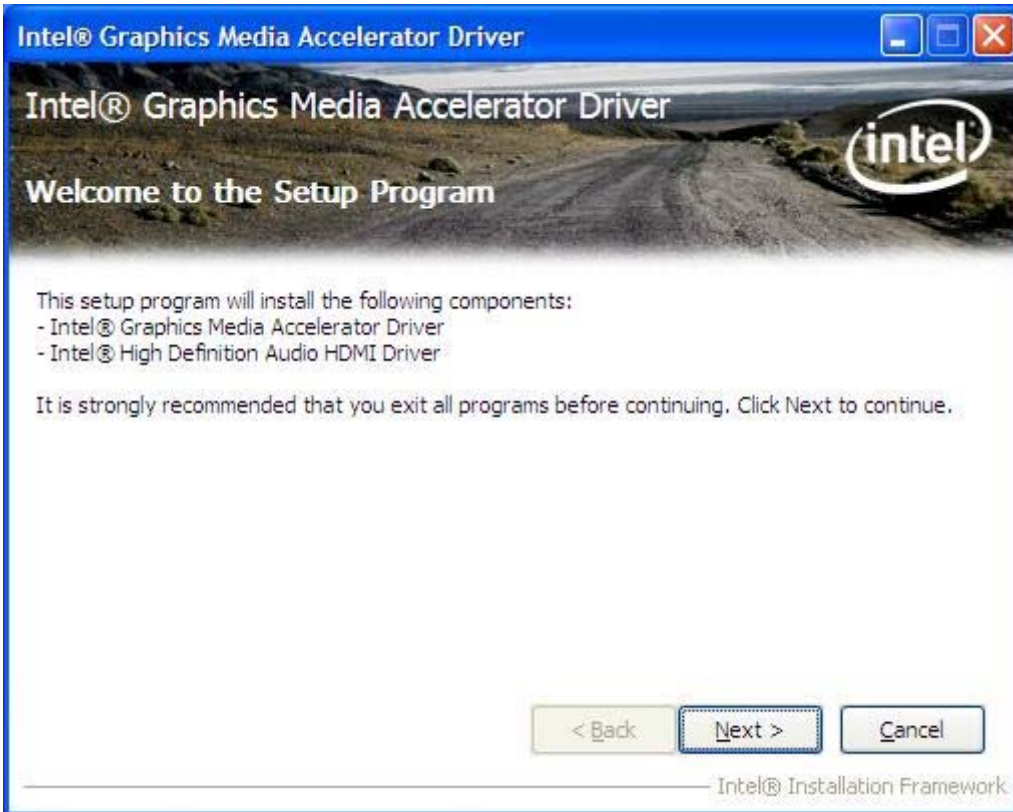 Intel® Graphics Media Accelerator Driver
Intel® Graphics Media Accelerator Driver
intel
Welcome to the Setup Program
This setup program will install the following components:
- Intel® Graphics Media Accelerator Driver
- Intel® High Definition Audio HDMI Driver
It is strongly recommended that you exit all programs before continuing. Click Next to continue.
< Back
Next >
Cancel
Intel® Installation Framework